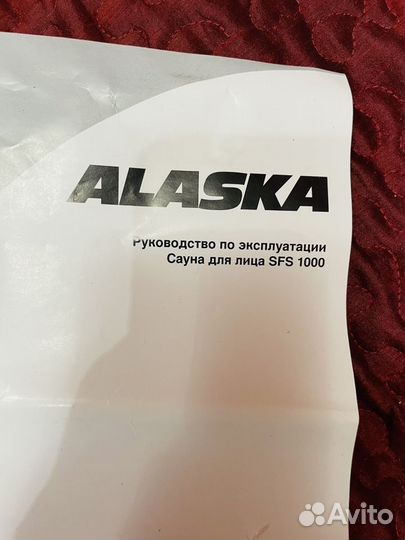 ALASKA
Руководство по эксплуатации
Сауна для лица SFS 1000
Avito